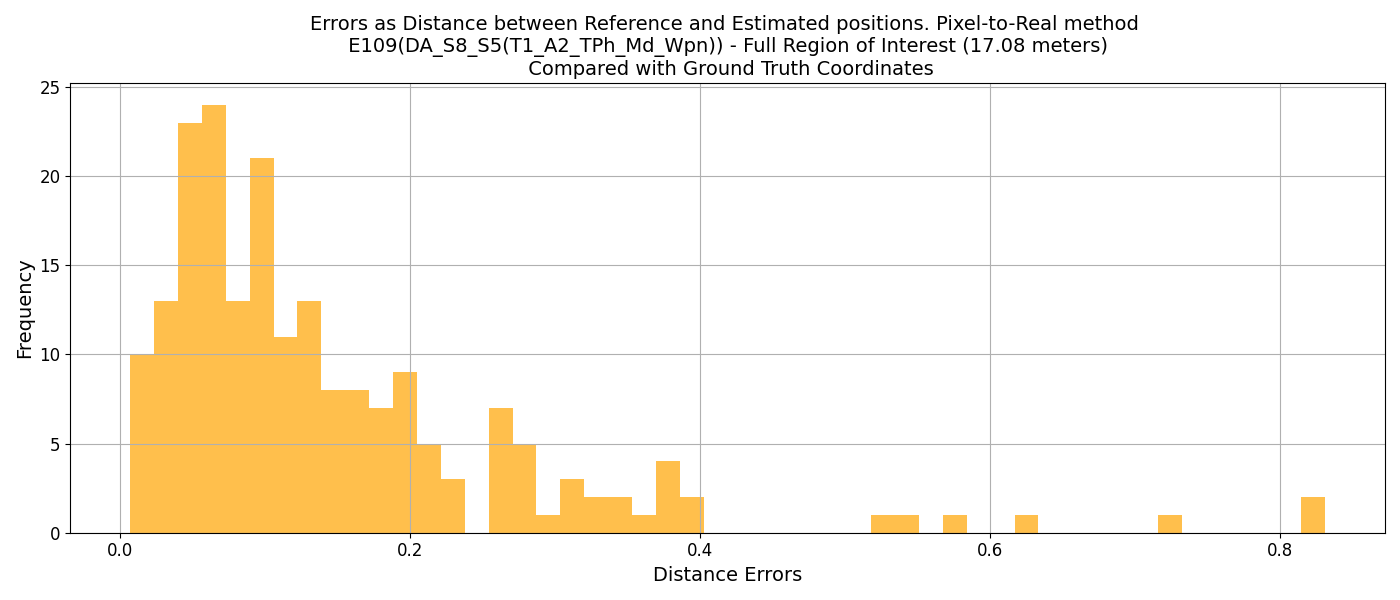 Errors as Distance between Reference and Estimated positions. Pixel-to-Real method
E109(DA_S8_S5(T1_A2_TPh_Md_Wpn)) - Full Region of Interest (17.08 meters)
Compared with Ground Truth Coordinates
25
20
15
10
5
0
Frequency
0.0 0.2 0.4 0.6 0.8
Distance Errors